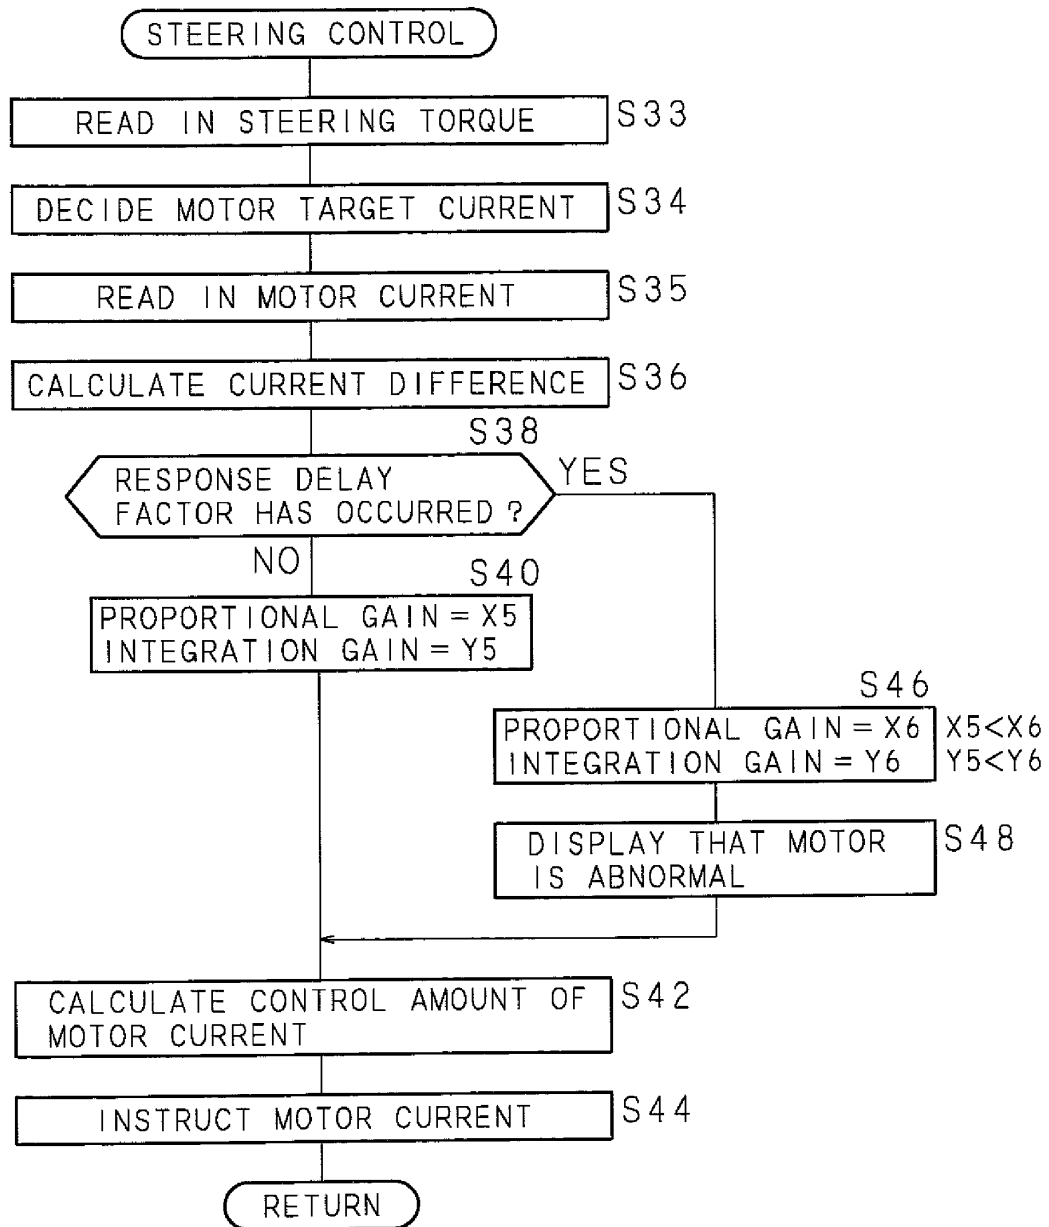 STEERING CONTROL
READ IN STEERING TORQUE
S33
DECIDE MOTOR TARGET CURRENT
S34
READ IN MOTOR CURRENT
S35
CALCULATE CURRENT DIFFERENCE
S36
S38
RESPONSE DELAY
FACTOR HAS OCCURRED ?
YES
NO
S40
PROPORTIONAL GAIN = X5
INTEGRATION GAIN = Y5
S46
PROPORTIONAL GAIN = X6
X5<X6
INTEGRATION GAIN = Y6
Y5<Y6
DISPLAY THAT MOTOR
IS ABNORMAL
S48
CALCULATE CONTROL AMOUNT OF
MOTOR CURRENT
S42
INSTRUCT MOTOR CURRENT
S44
RETURN